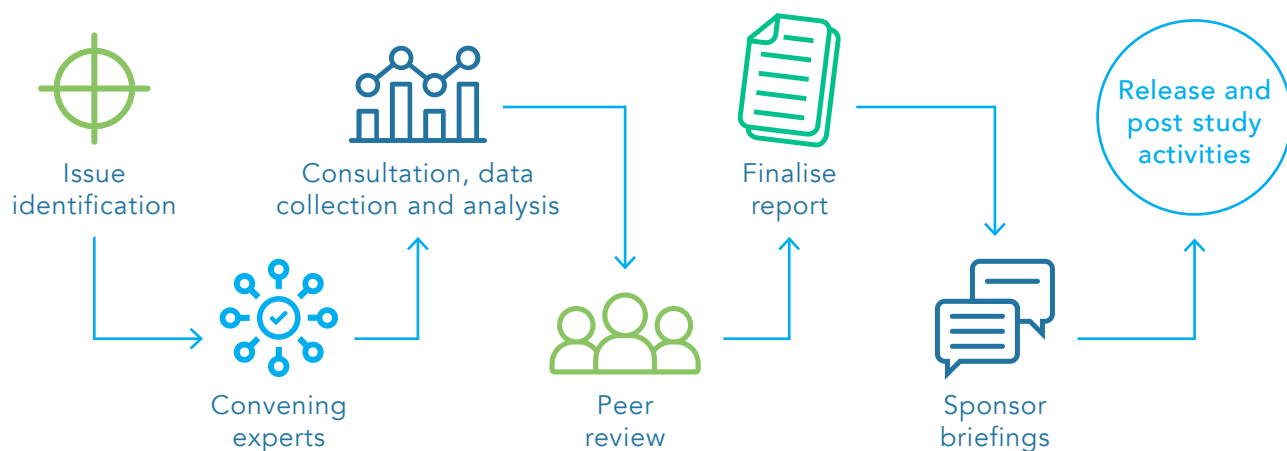 Issue
identification
Convening
experts
Consultation, data
collection and analysis
Peer
review
Finalise
report
Sponsor
briefings
Release and
post study
activities